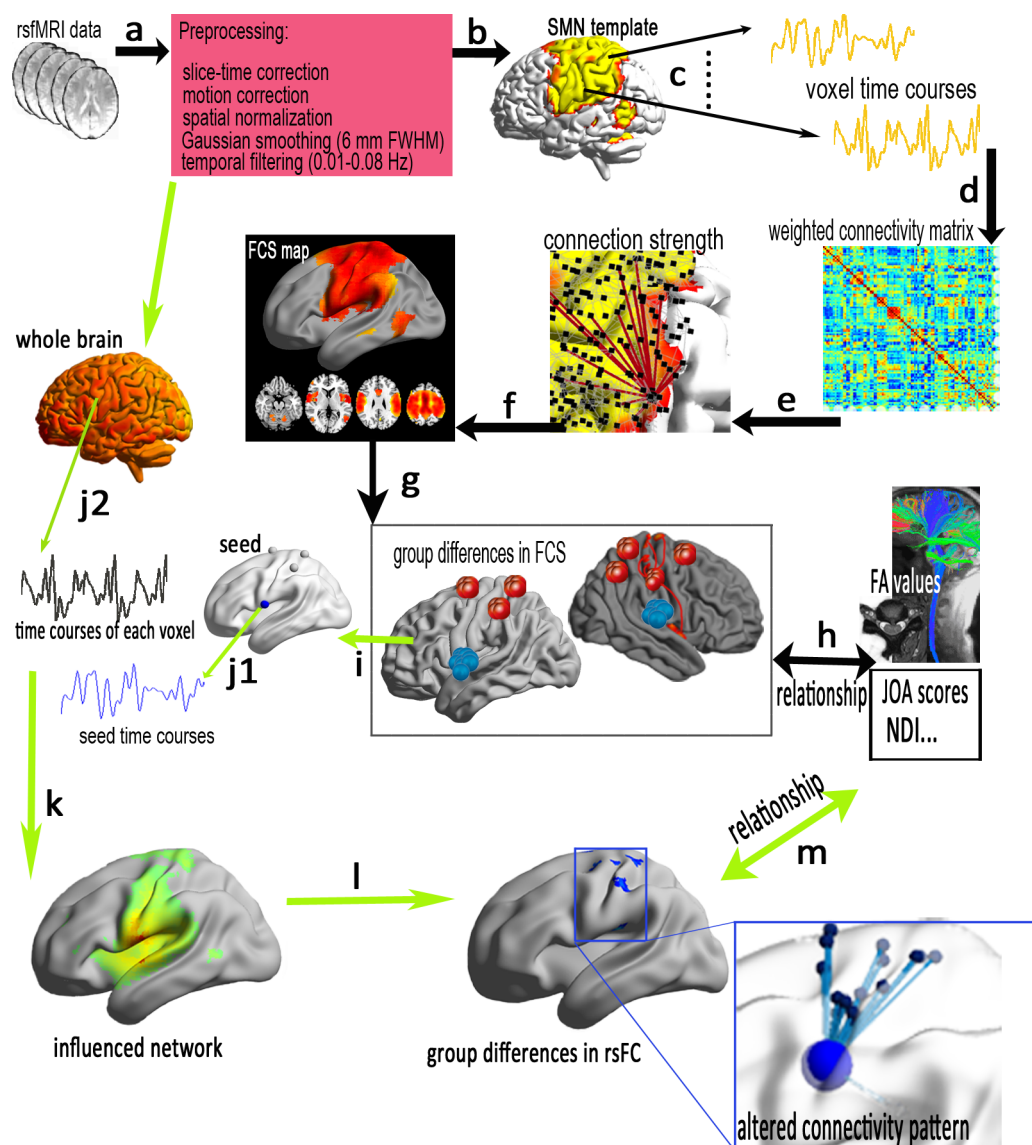 rsfMRI data
a
Preprocessing:
slice-time correction
motion correction
spatial normalization
Gaussian smoothing (6 mm FWHM)
temporal filtering (0.01-0.08 Hz)
b
SMN template
c
voxel time courses
d
weighted connectivity matrix
connection strength
FCS map
e
f
whole brain
g
j2
seed
group differences in FCS
FA values
h
relationship
i
j1
time courses of each voxel
seed time courses
JOA scores
NDI...
k
relationship
m
l
influenced network
group differences in rsFC
altered connectivity pattern